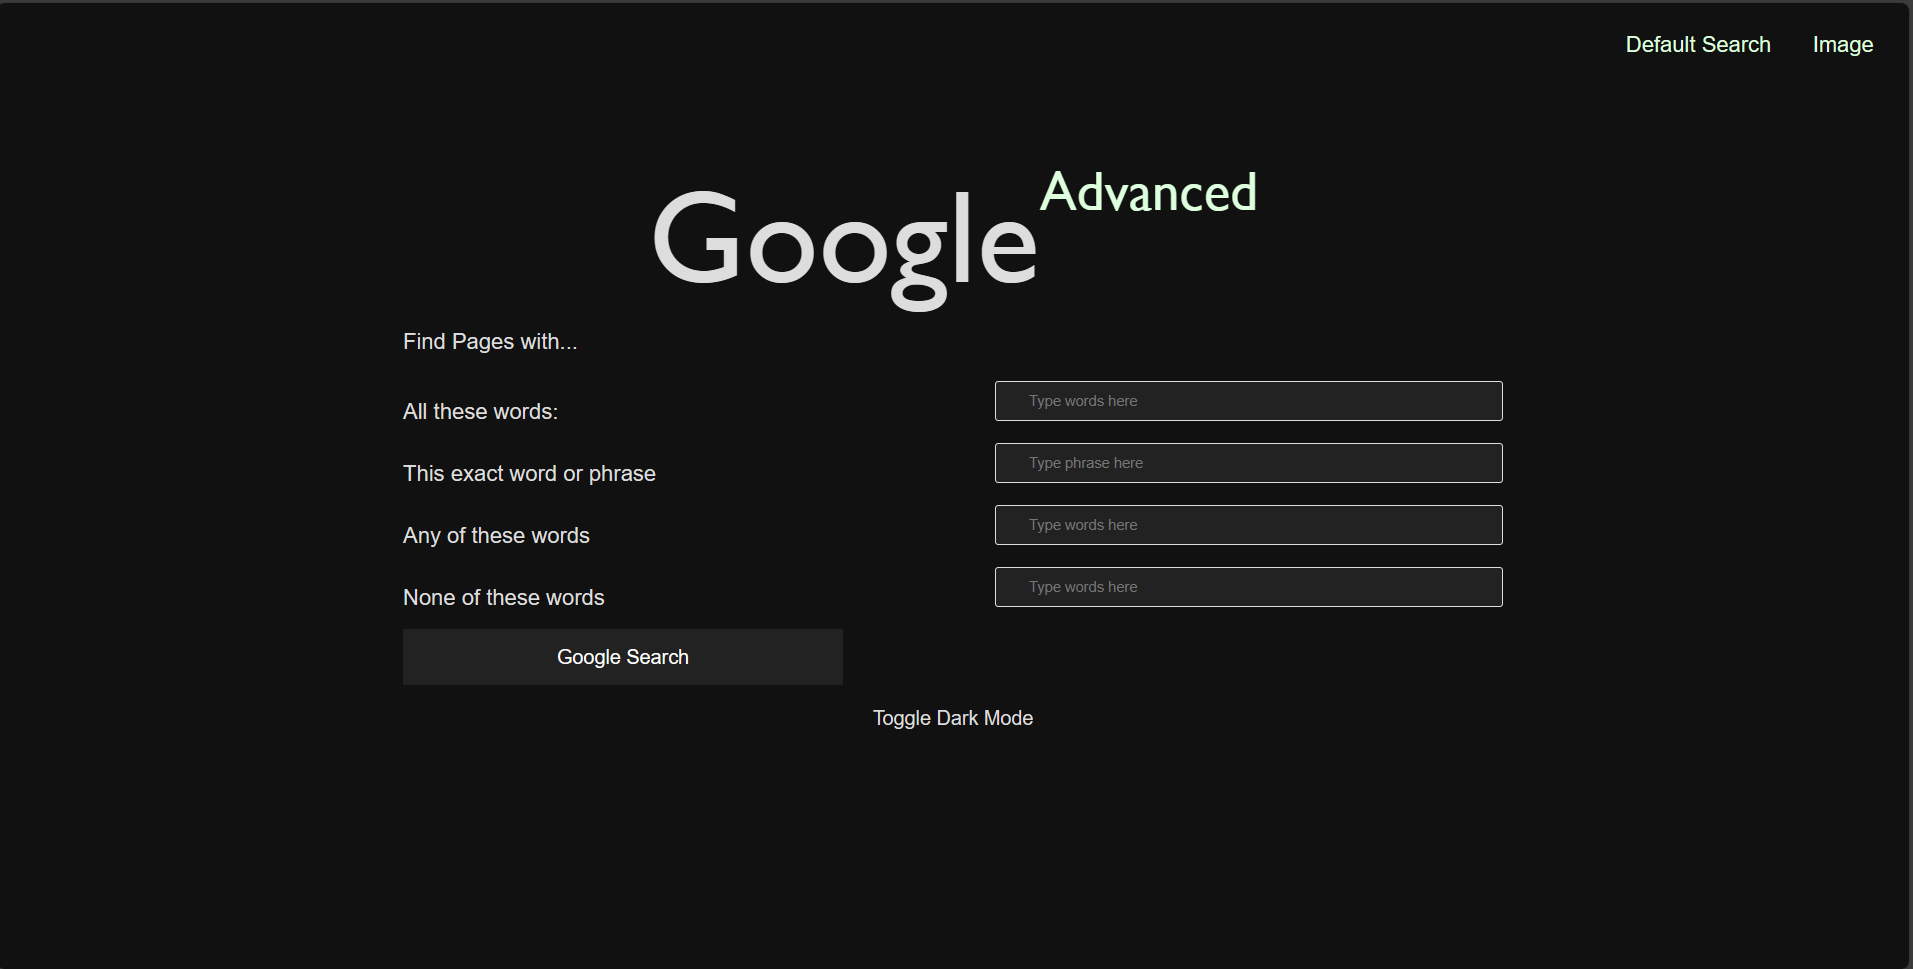 Default Search Image
Google Advanced
Find Pages with...
All these words:
Type words here
This exact word or phrase
Type phrase here
Any of these words
Type words here
None of these words
Type words here
Google Search
Toggle Dark Mode